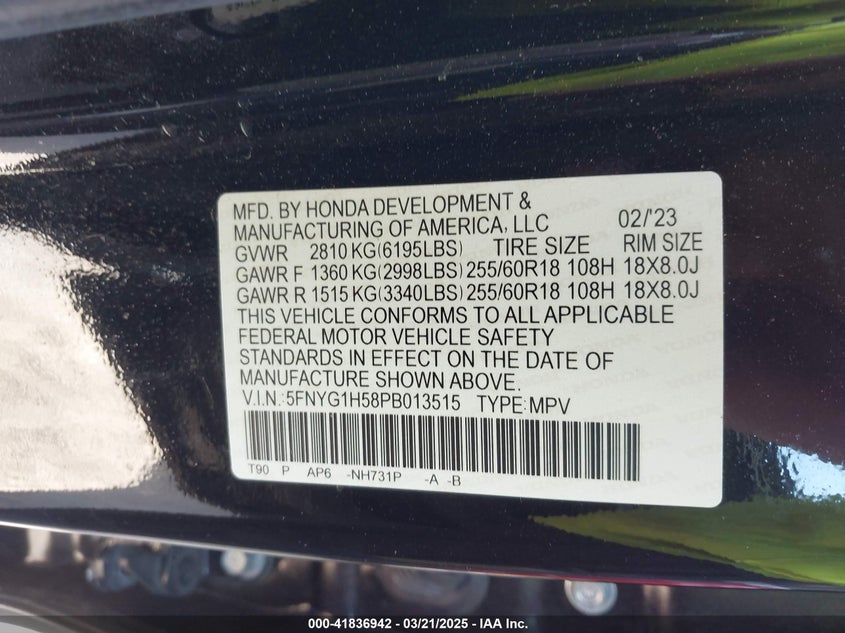 MFD. BY HONDA DEVELOPMENT &
MANUFACTURING OF AMERICA, LLC 02/'23
GVWR 2810 KG(6195LBS) TIRE SIZE RIM SIZE
GAWR F 1360 KG(2998LBS) 255/60R18 108H 18X8.0J
GAWR R 1515 KG(3340LBS) 255/60R18 108H 18X8.0J
THIS VEHICLE CONFORMS TO ALL APPLICABLE
FEDERAL MOTOR VEHICLE SAFETY
STANDARDS IN EFFECT ON THE DATE OF
MANUFACTURE SHOWN ABOVE.
V.I.N.:5FNYG1H58PB013515 TYPE:MPV
T90 P AP6 -NH731P -A -B
000-41836942 — 03/21/2025 — IAA Inc.